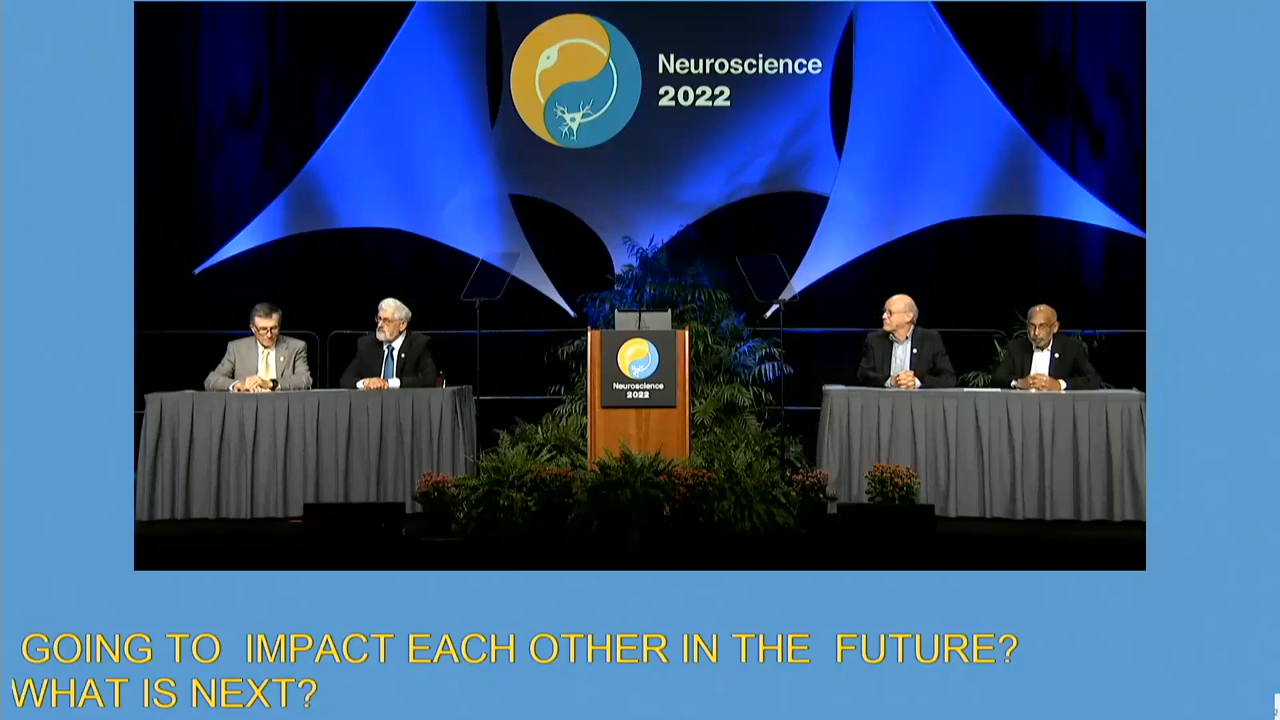 Neuroscience
2022
Neuroscience
2022
GOING TO  IMPACT EACH OTHER IN THE  FUTURE?
WHAT IS NEXT?